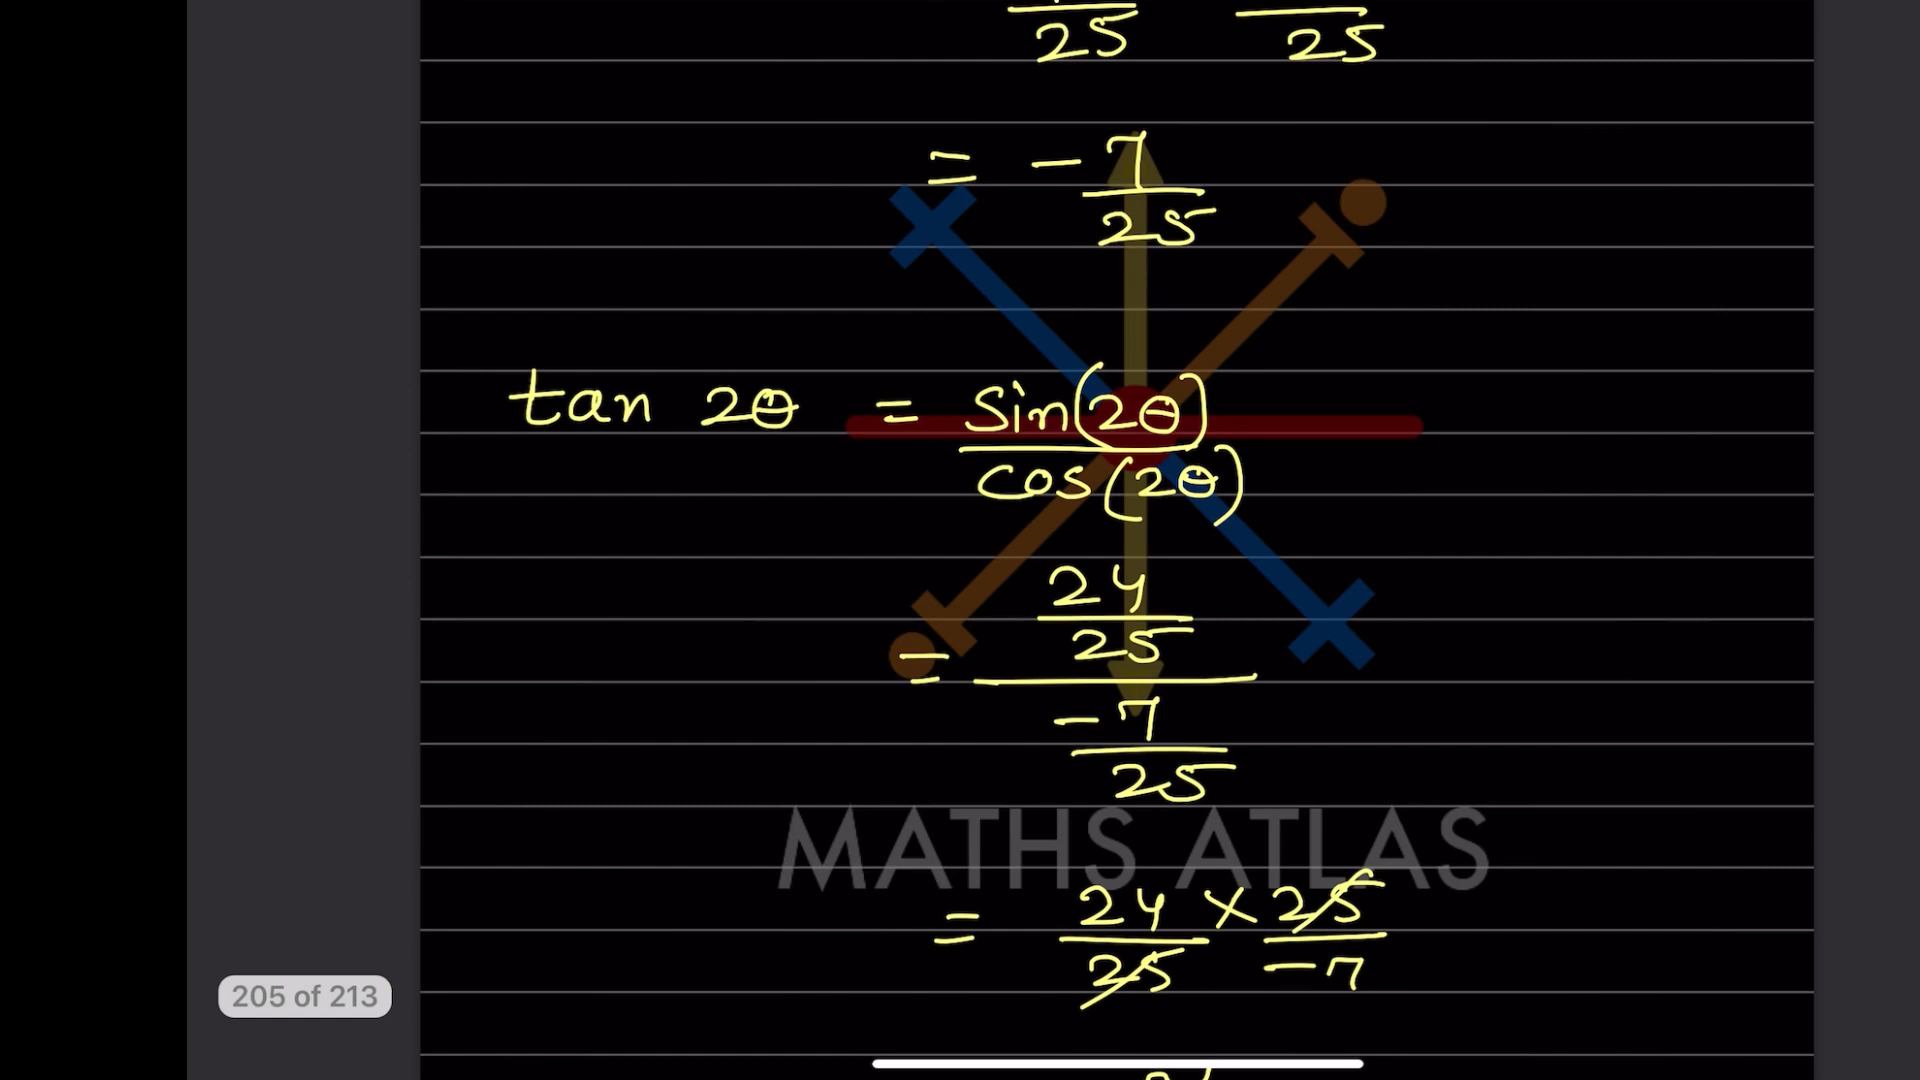 25 25
= - 7/25
tan 2θ = Sin(2θ)/cos(2θ)
= 24/25 / -7/25
MATHS ATLAS
= 24/25 × 25/-7
205 of 213